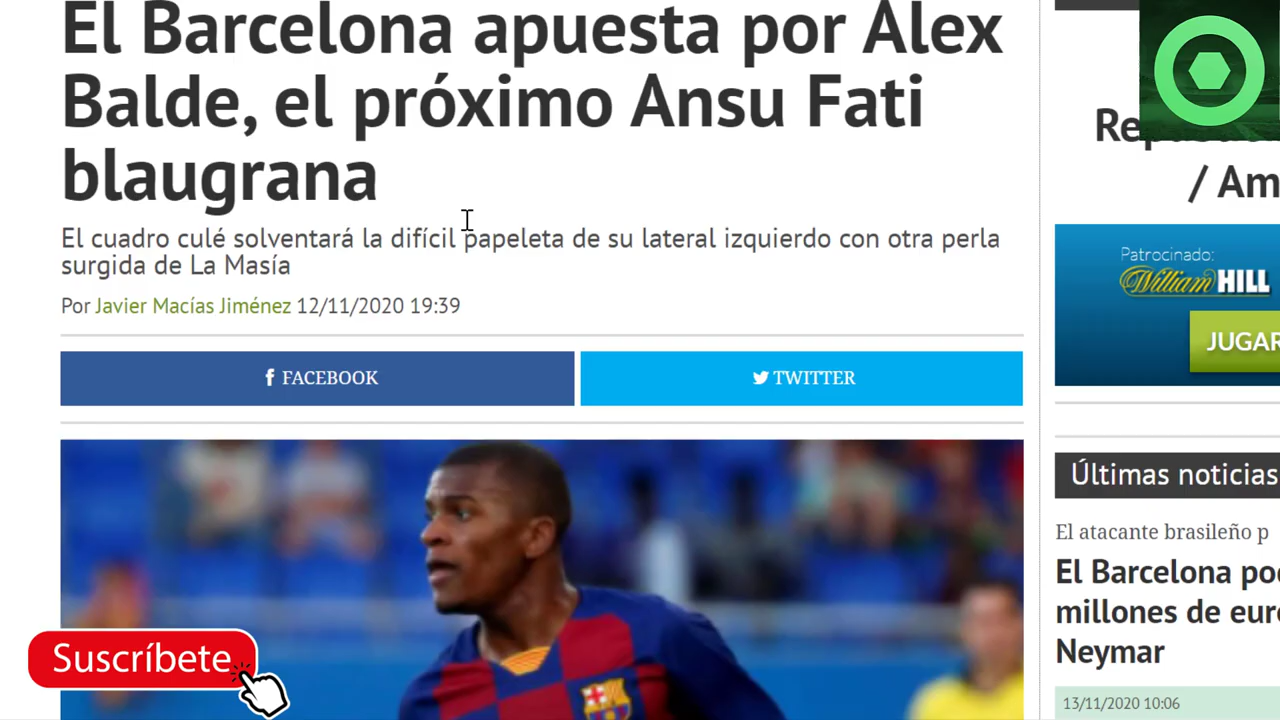 El Barcelona apuesta por Álex
Balde, el próximo Ansu Fati
blaugrana
El cuadro culé solventará la difícil papeleta de su lateral izquierdo con otra perla
surgida de La Masía
Por Javier Macías Jiménez 12/11/2020 19:39
FACEBOOK
TWITTER
Suscríbete
/ Am
Patrocinado:
William HILL
JUGAR
Últimas noticias
El atacante brasileño p
El Barcelona po
millones de eur
Neymar
13/11/2020 10:06